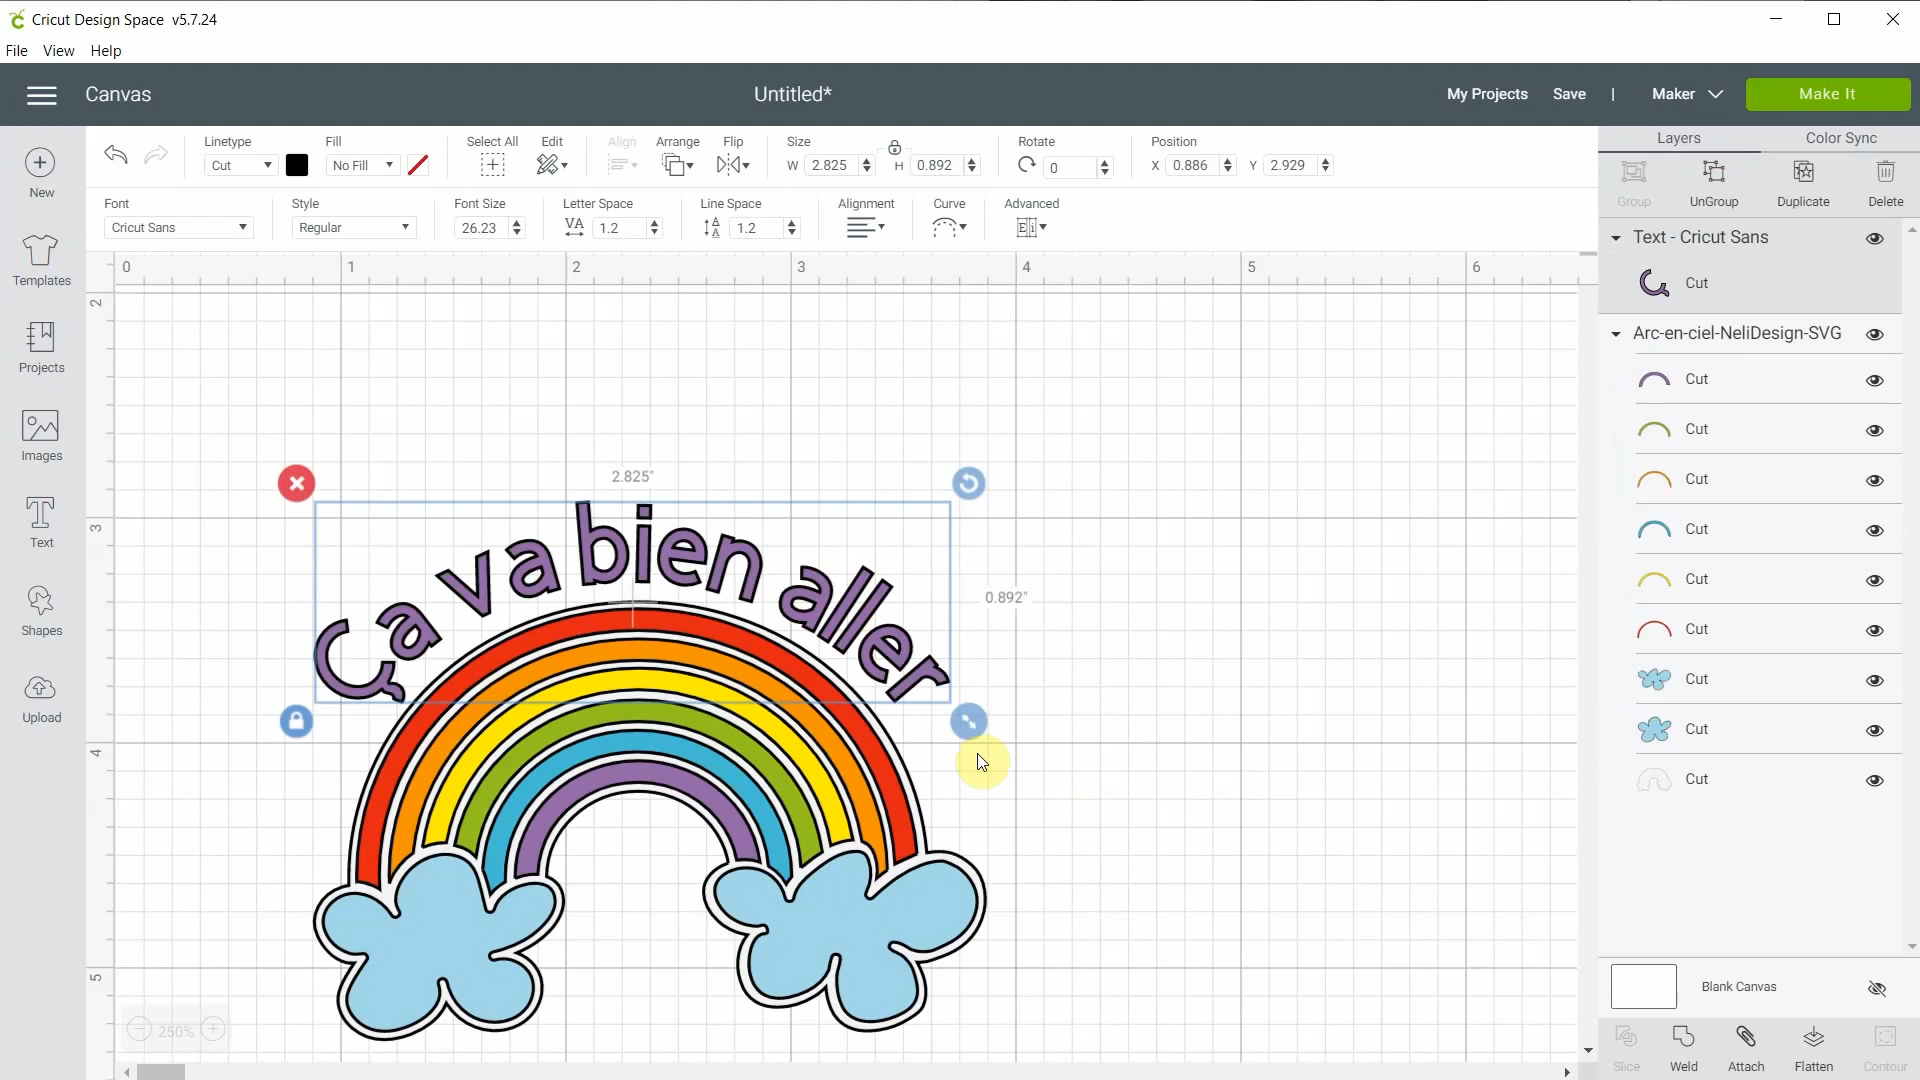 Cricut Design Space v5.7.24
File View Help
Canvas Untitled* My Projects Save | Maker Make It
Linetype Fill Select All Edit Align Arrange Flip Size Rotate Position
Cut No Fill W 2.825 H 0.892 0 X 0.886 Y 2.929
Font Style Font Size Letter Space Line Space Alignment Curve Advanced
Cricut Sans Regular 26.23 VA 1.2 1.2
New
Templates
Projects
Images
Text
Shapes
Upload
0 1 2 3 4 5 6
2
3
4
5
2.825"
0.892"
Ça va bien aller
250%
Layers Color Sync
Group UnGroup Duplicate Delete
Text - Cricut Sans
Cut
Arc-en-ciel-NeliDesign-SVG
Cut
Cut
Cut
Cut
Cut
Cut
Cut
Cut
Cut
Blank Canvas
Slice Weld Attach Flatten Contour